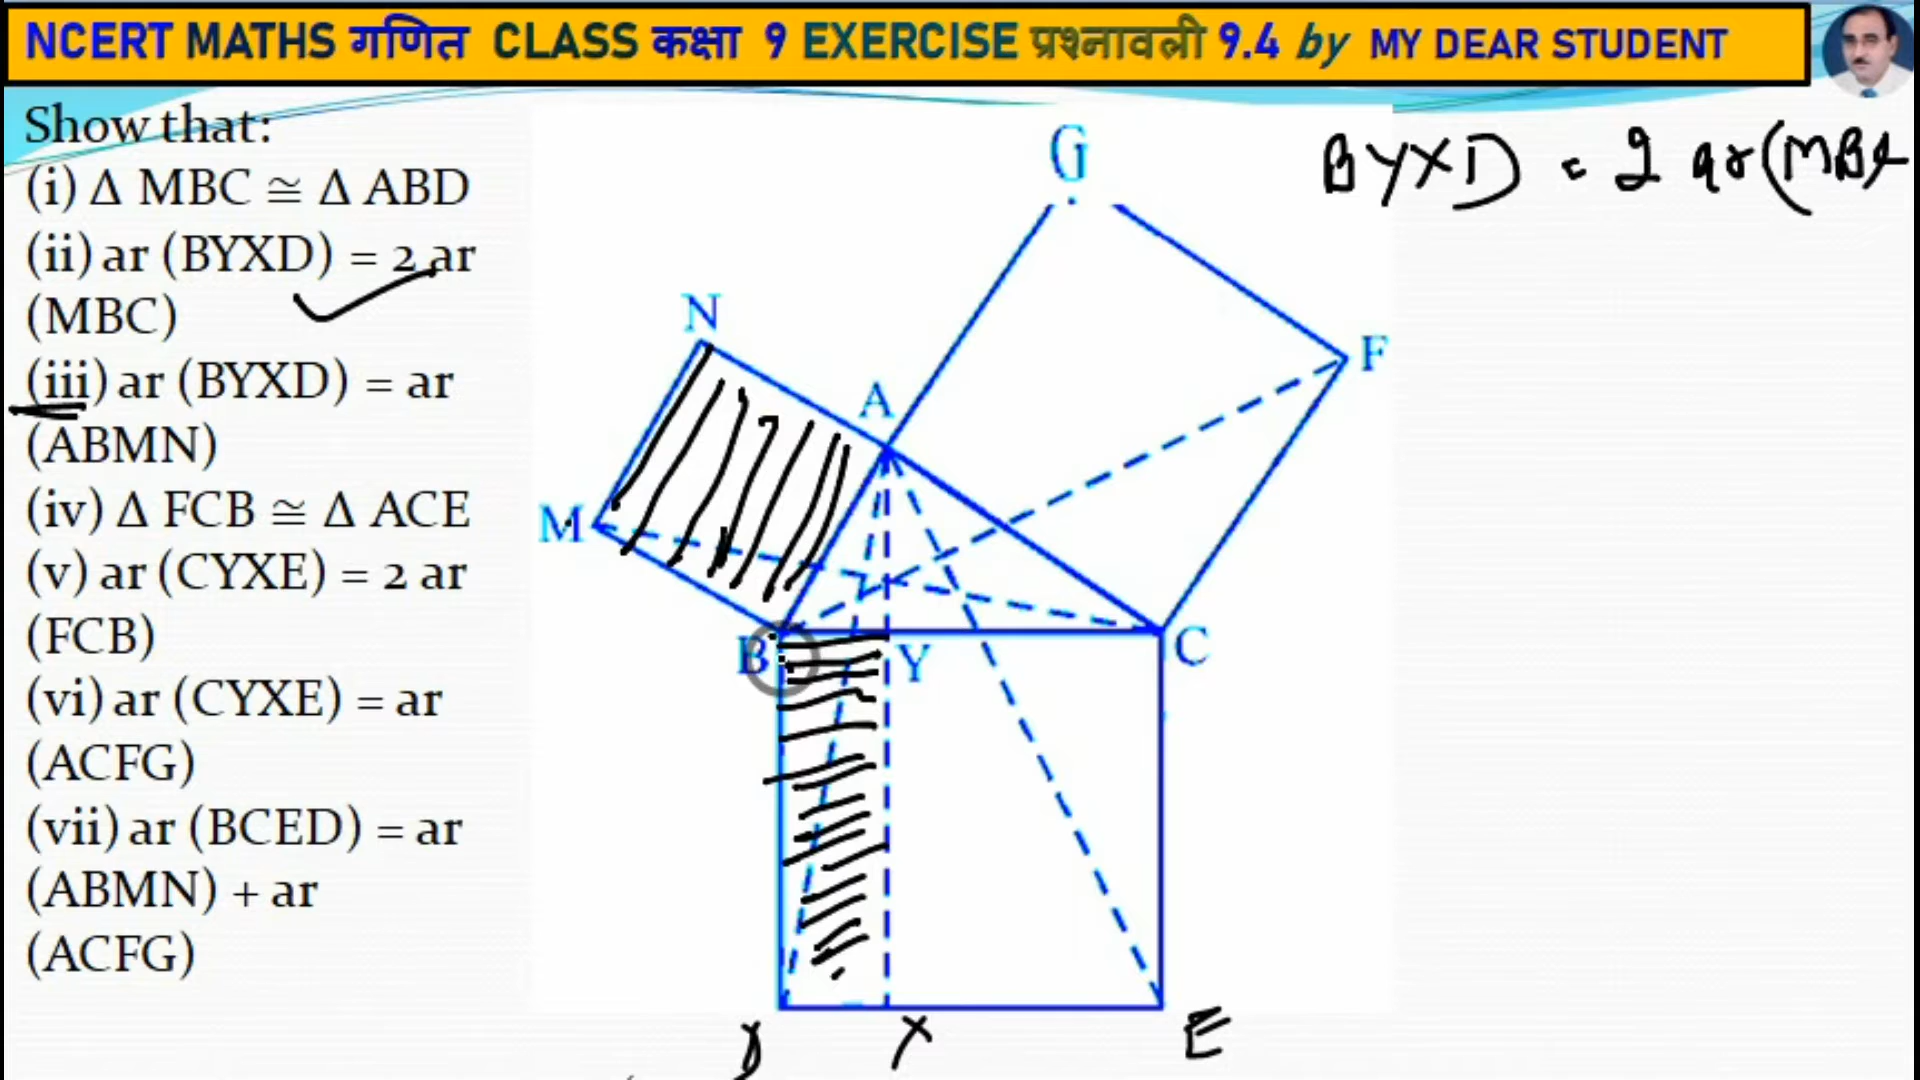 NCERT MATHS गणित CLASS कक्षा 9 EXERCISE प्रश्नावली 9.4 by MY DEAR STUDENT
Show that:
(i) Δ MBC ≅ Δ ABD
(ii) ar (BYXD) = 2 ar
(MBC)
(iii) ar (BYXD) = ar
(ABMN)
(iv) Δ FCB ≅ Δ ACE
(v) ar (CYXE) = 2 ar
(FCB)
(vi) ar (CYXE) = ar
(ACFG)
(vii) ar (BCED) = ar
(ABMN) + ar
(ACFG)
BYXD = 2 ar(MBC
G
N
F
A
M
B
Y
C
D
X
E